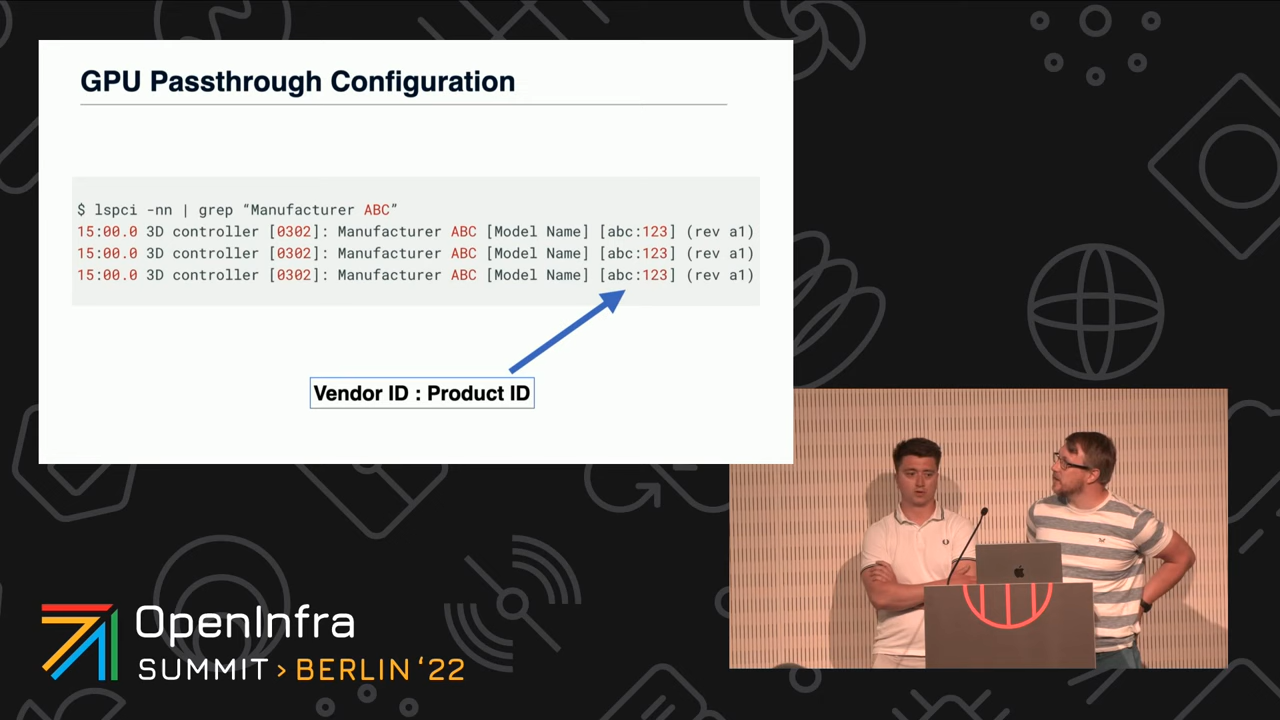 GPU Passthrough Configuration
$ lspci -nn | grep “Manufacturer ABC”
15:00.0 3D controller [0302]: Manufacturer ABC [Model Name] [abc:123] (rev a1)
15:00.0 3D controller [0302]: Manufacturer ABC [Model Name] [abc:123] (rev a1)
15:00.0 3D controller [0302]: Manufacturer ABC [Model Name] [abc:123] (rev a1)
Vendor ID : Product ID
OpenInfra
SUMMIT > BERLIN ‘22